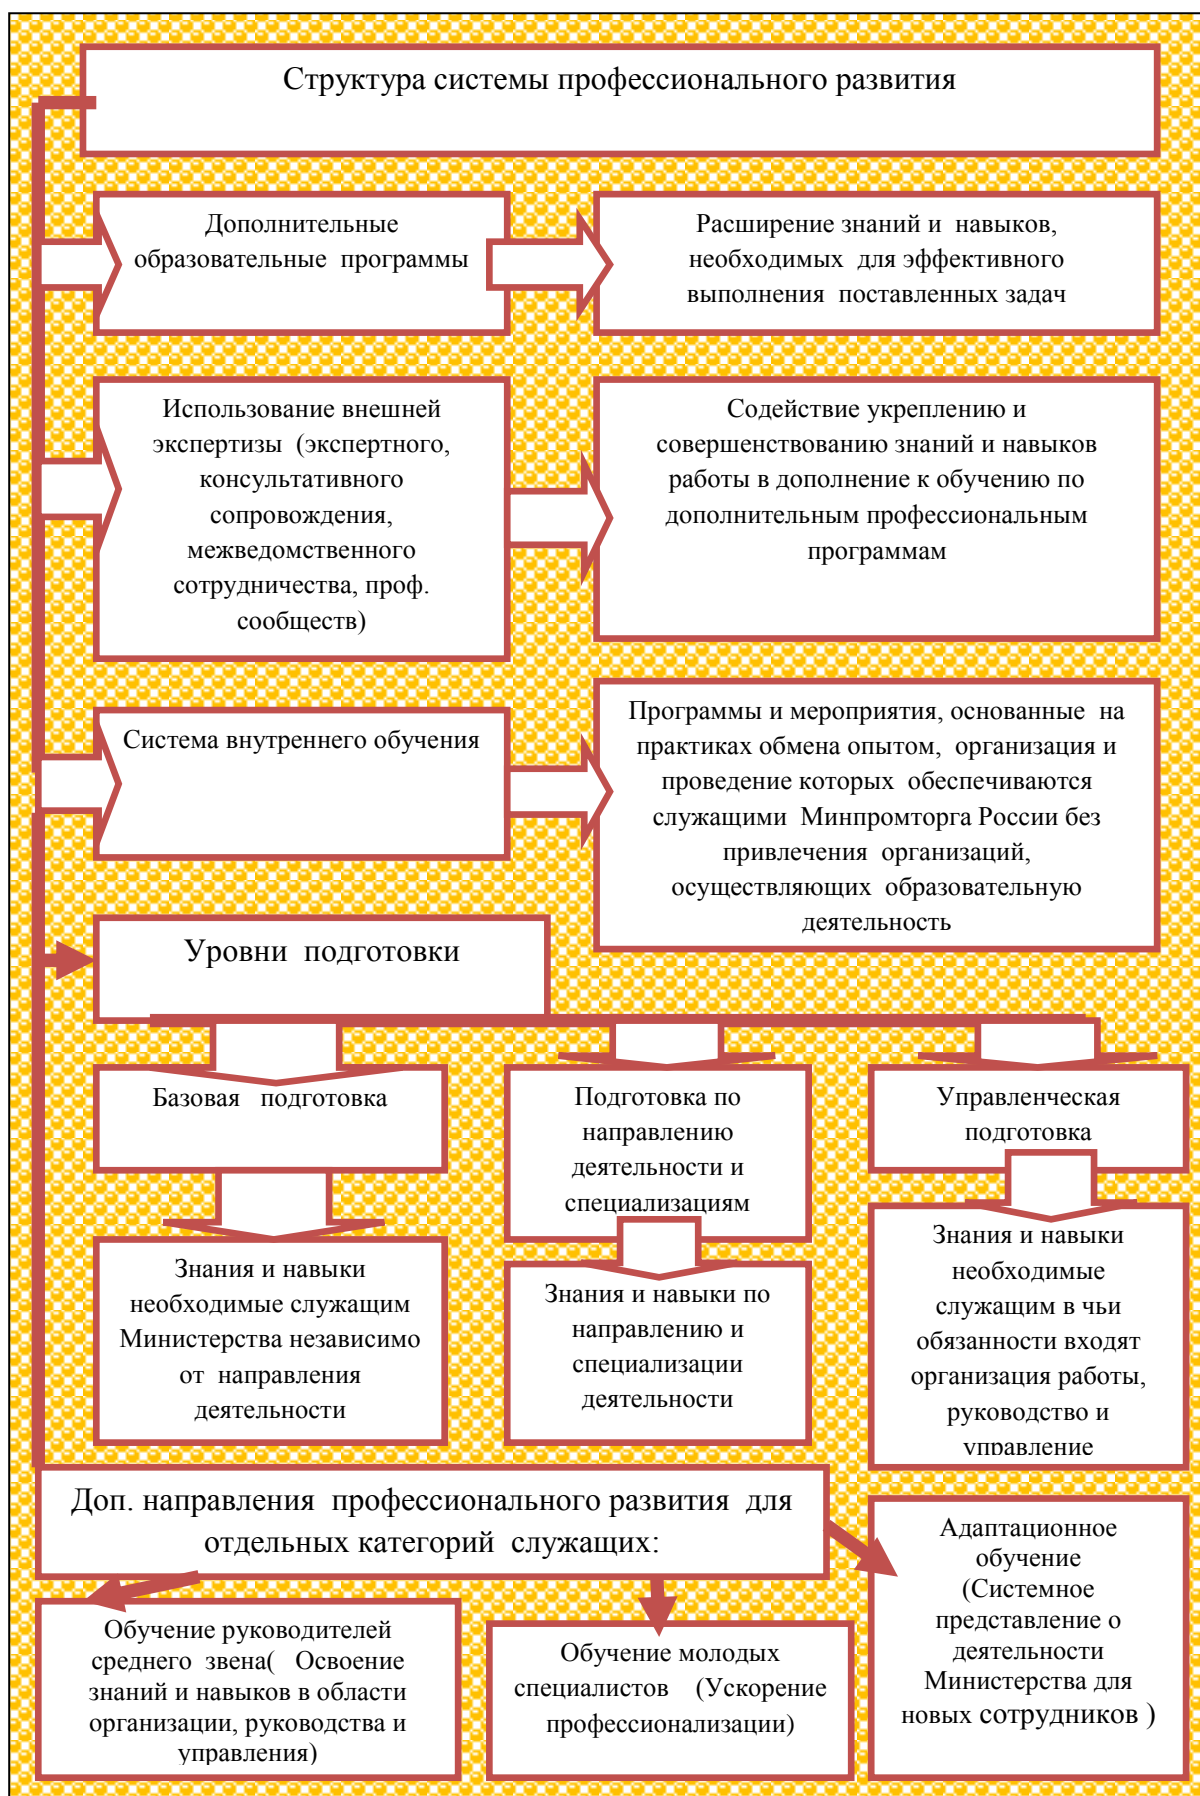 Структура системы профессионального развития
Дополнительные
образовательные программы
Расширение знаний и навыков,
необходимых для эффективного
выполнения поставленных задач
Использование внешней
экспертизы (экспертного,
консультативного
сопровождения,
межведомственного
сотрудничества, проф.
сообществ)
Содействие укреплению и
совершенствованию знаний и навыков
работы в дополнение к обучению по
дополнительным профессиональным
программам
Система внутреннего обучения
Программы и мероприятия, основанные на
практиках обмена опытом, организация и
проведение которых обеспечиваются
служащими Минпромторга России без
привлечения организаций,
осуществляющих образовательную
деятельность
Уровни подготовки
Базовая подготовка
Подготовка по
направлению
деятельности и
специализациям
Управленческая
подготовка
Знания и навыки
необходимые служащим
Министерства независимо
от направления
деятельности
Знания и навыки по
направлению и
специализации
деятельности
Знания и навыки
необходимые
служащим в чьи
обязанности входят
организация работы,
руководство и
управление
Доп. направления профессионального развития для
отдельных категорий служащих:
Обучение руководителей
среднего звена( Освоение
знаний и навыков в области
организации, руководства и
управления)
Обучение молодых
специалистов (Ускорение
профессионализации)
Адаптационное
обучение
(Системное
представление о
деятельности
Министерства для
новых сотрудников )